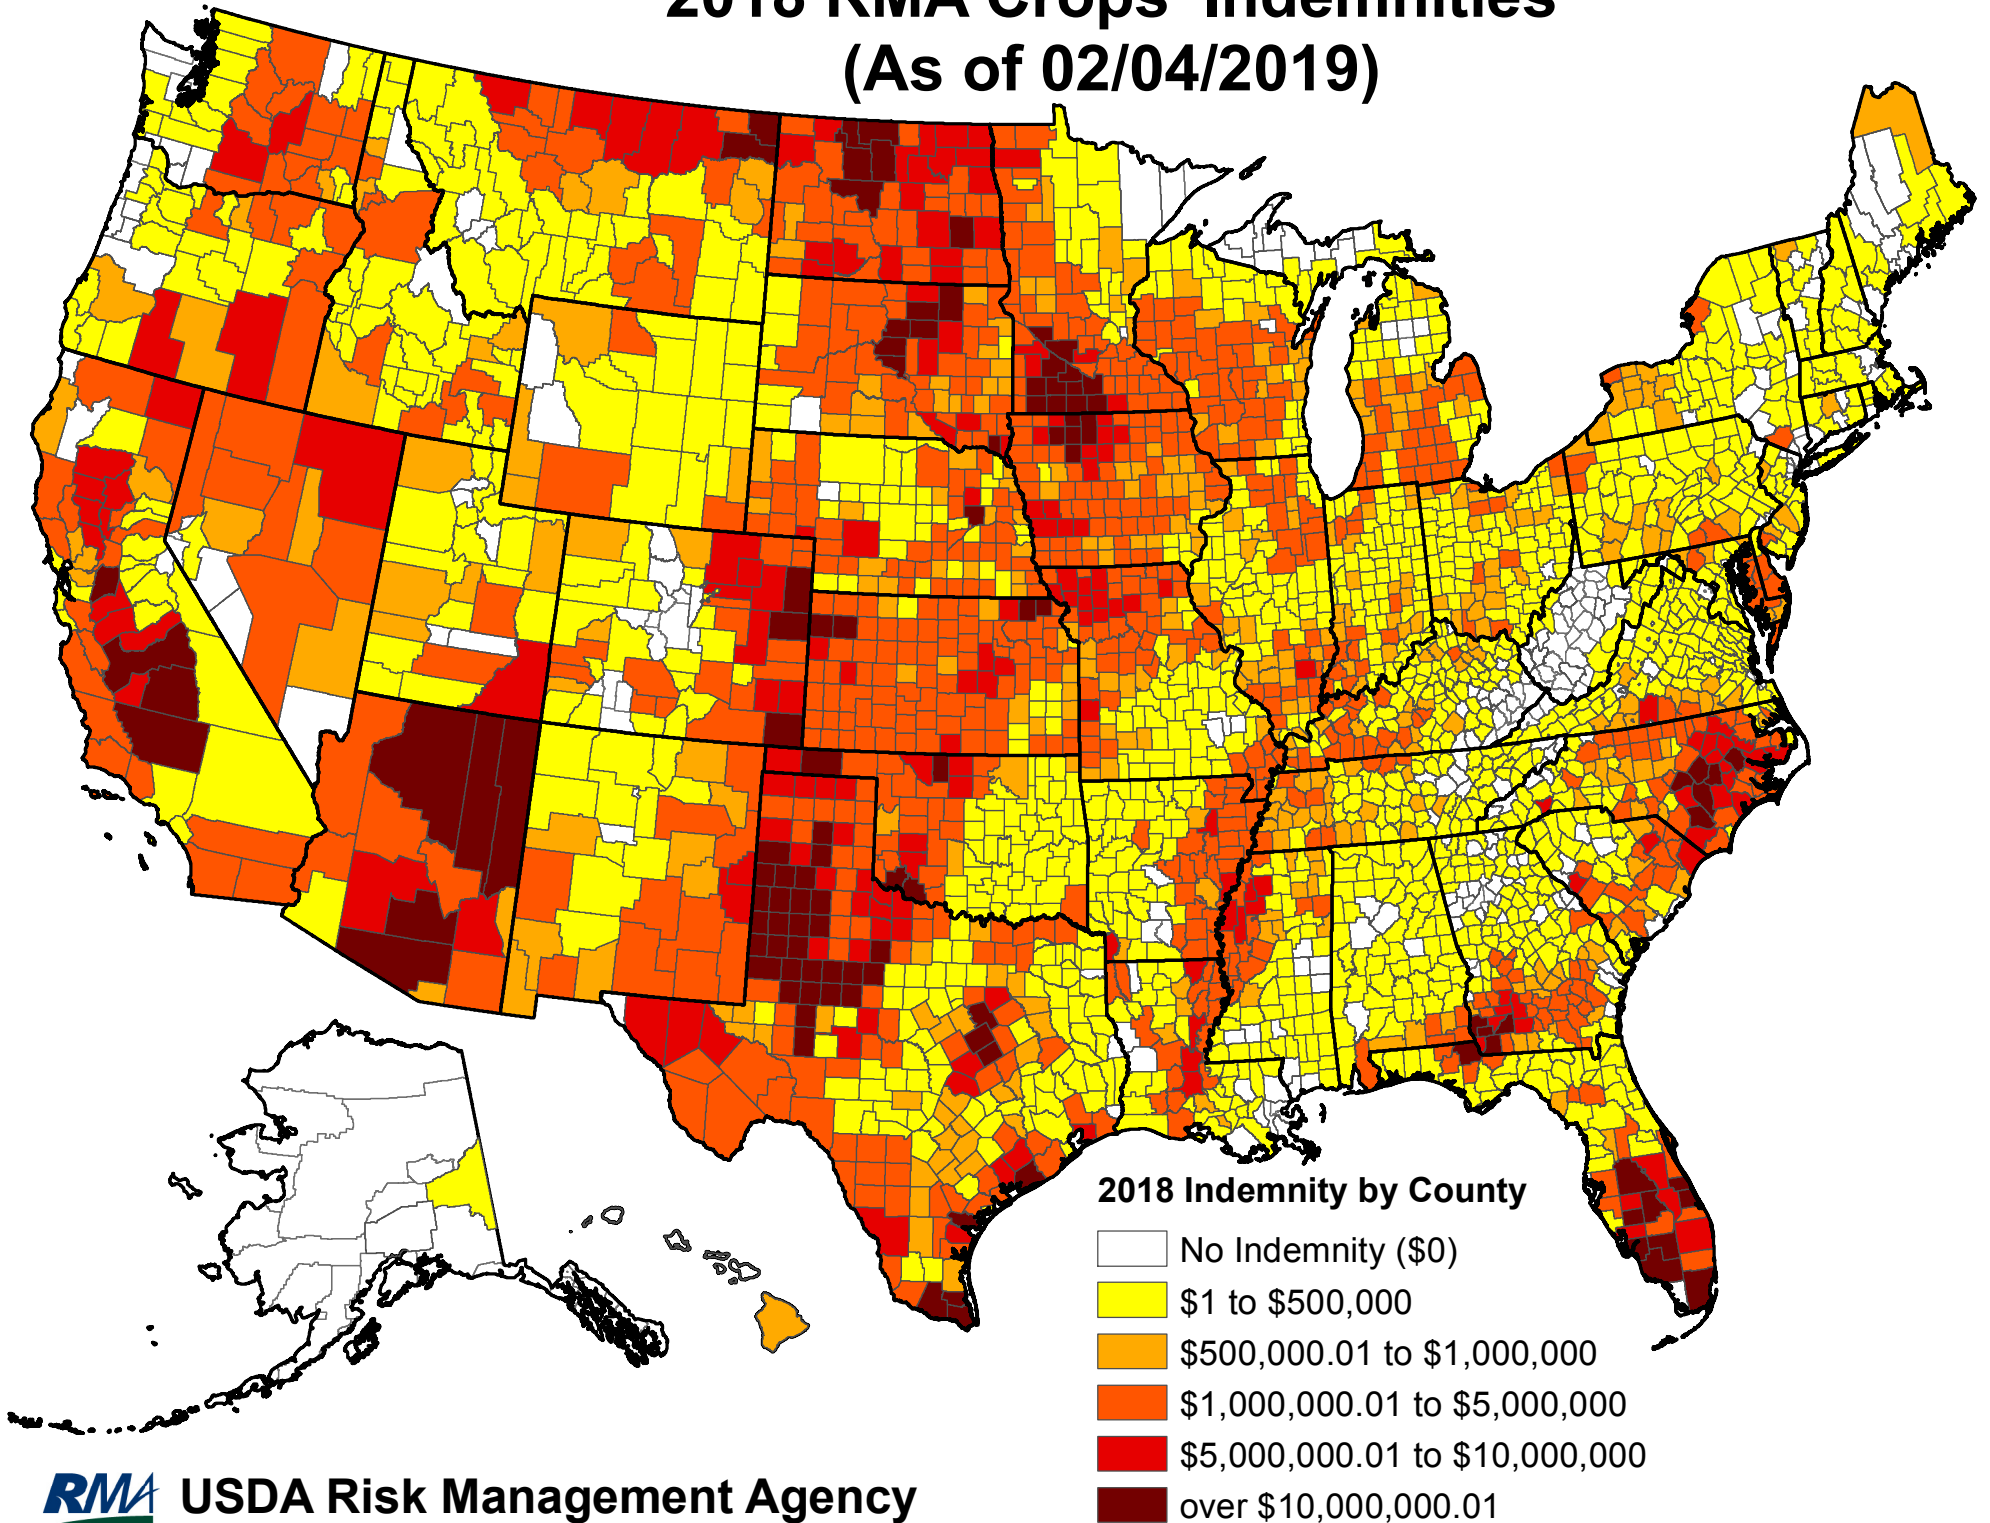 2018 RMA Crops' Indemnities
(As of 02/04/2019)
2018 Indemnity by County
No Indemnity ($0)
$1 to $500,000
$500,000.01 to $1,000,000
$1,000,000.01 to $5,000,000
$5,000,000.01 to $10,000,000
over $10,000,000.01
RMA USDA Risk Management Agency